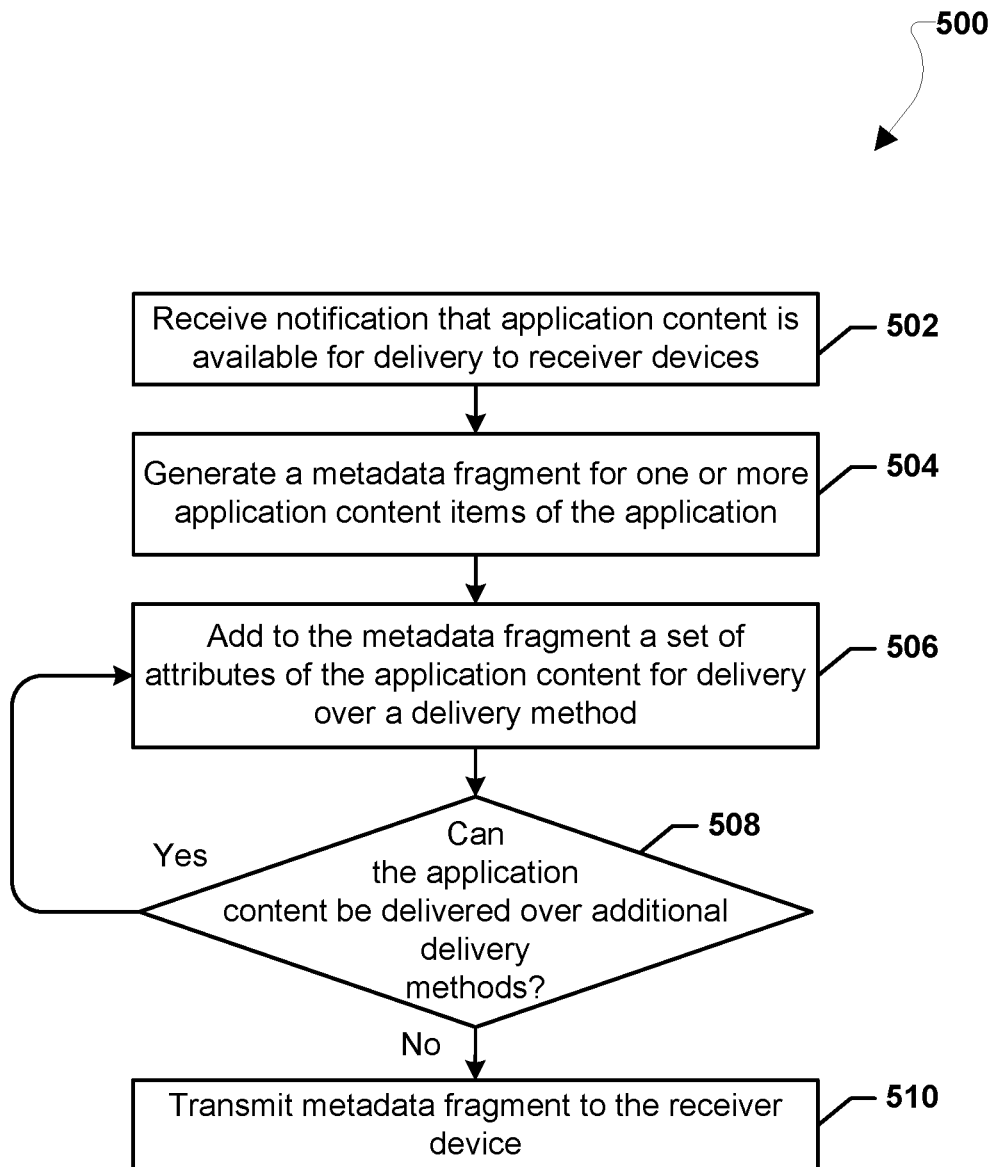 500
Receive notification that application content is
available for delivery to receiver devices
502
Generate a metadata fragment for one or more
application content items of the application
504
Add to the metadata fragment a set of
attributes of the application content for delivery
over a delivery method
506
Can
the application
content be delivered over additional
delivery
methods?
508
Yes
No
Transmit metadata fragment to the receiver
device
510